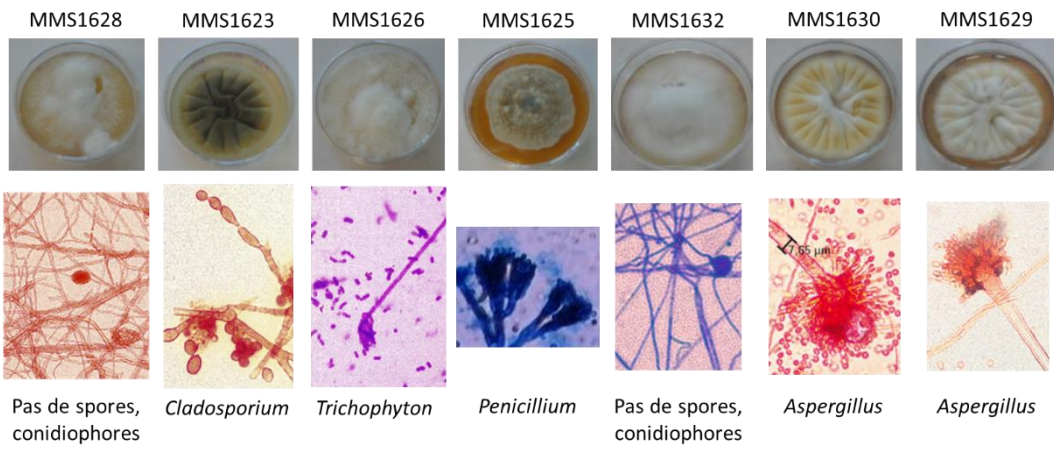 MMS1628 MMS1623 MMS1626 MMS1625 MMS1632 MMS1630 MMS1629
7.65 µm
Pas de spores, conidiophores
Cladosporium
Trichophyton
Penicillium
Pas de spores, conidiophores
Aspergillus
Aspergillus